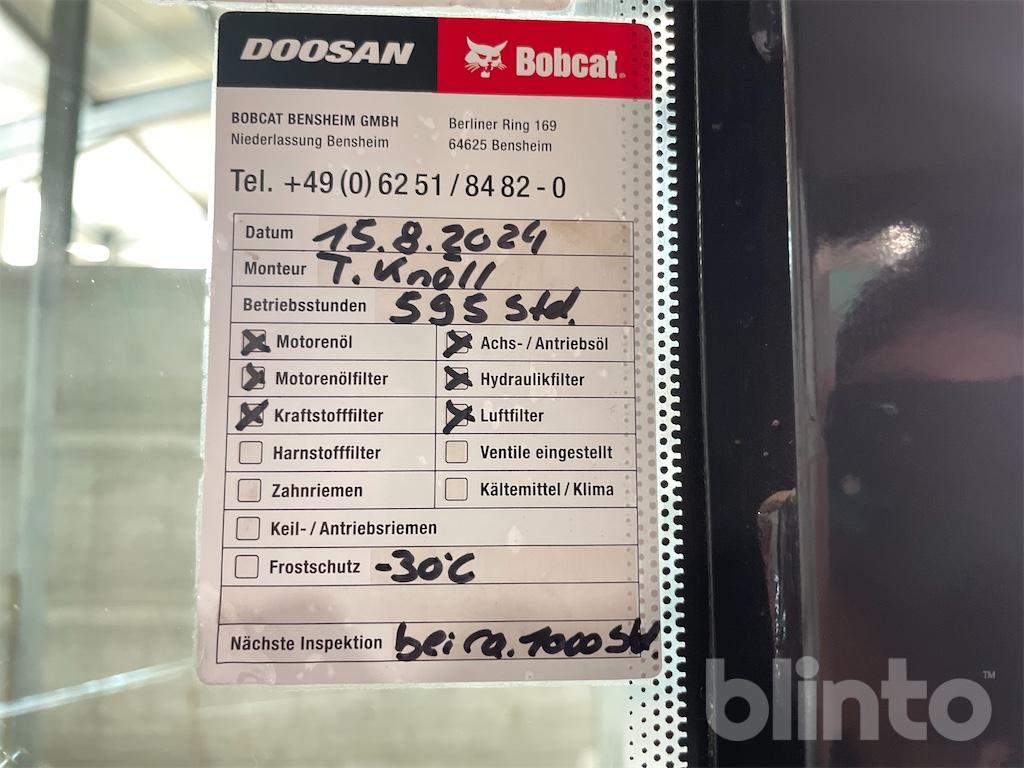 DOOSAN Bobcat
BOBCAT BENSHEIM GMBH
Niederlassung Bensheim
Berliner Ring 169
64625 Bensheim
Tel. +49 (0) 62 51 / 84 82 - 0
Datum 15.8.2024
Monteur T. Knöll
Betriebsstunden 595 Std.
Motorenöl Achs- / Antriebsöl
Motorenölfilter Hydraulikfilter
Kraftstofffilter Luftfilter
Harnstofffilter Ventile eingestellt
Zahnriemen Kältemittel / Klima
Keil- / Antriebsriemen
Frostschutz -30°C
Nächste Inspektion bei ca. 1000 Std.
blinto™